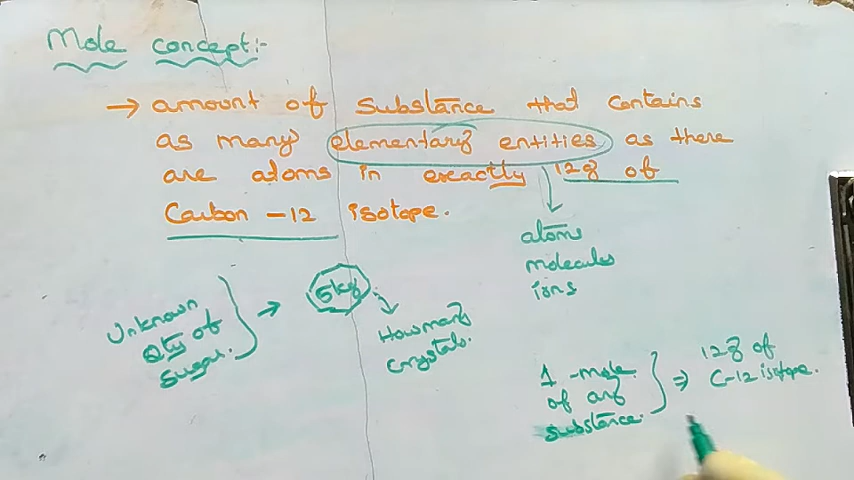 Mole concept:-
→ amount of substance that contains
as many elementary entities as there
are atoms in exactly 12g of
Carbon -12 isotope.
atoms
molecules
ions
Unknown
Qty of
sugar.
→ 5kg
How many
crystals.
1 -mole
of any
substance.
⇒ 12g of
C-12 isotope.